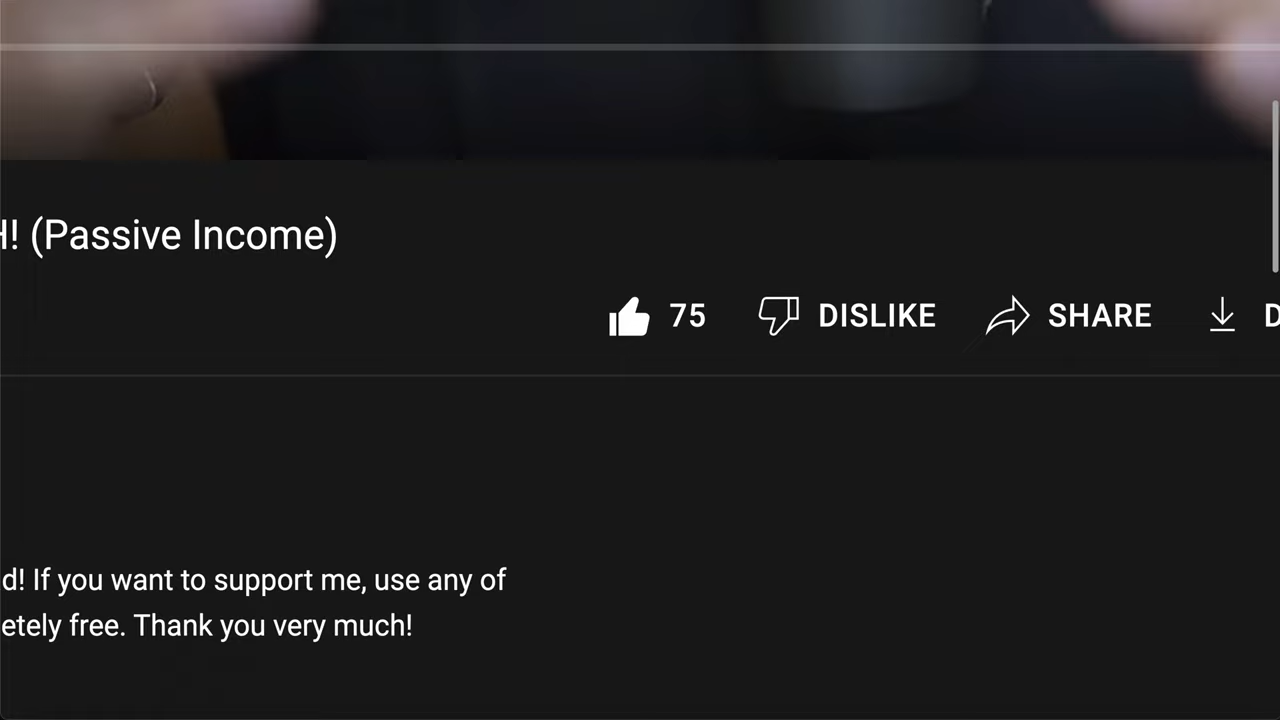 ! (Passive Income)
75 DISLIKE SHARE
d! If you want to support me, use any of
etely free. Thank you very much!